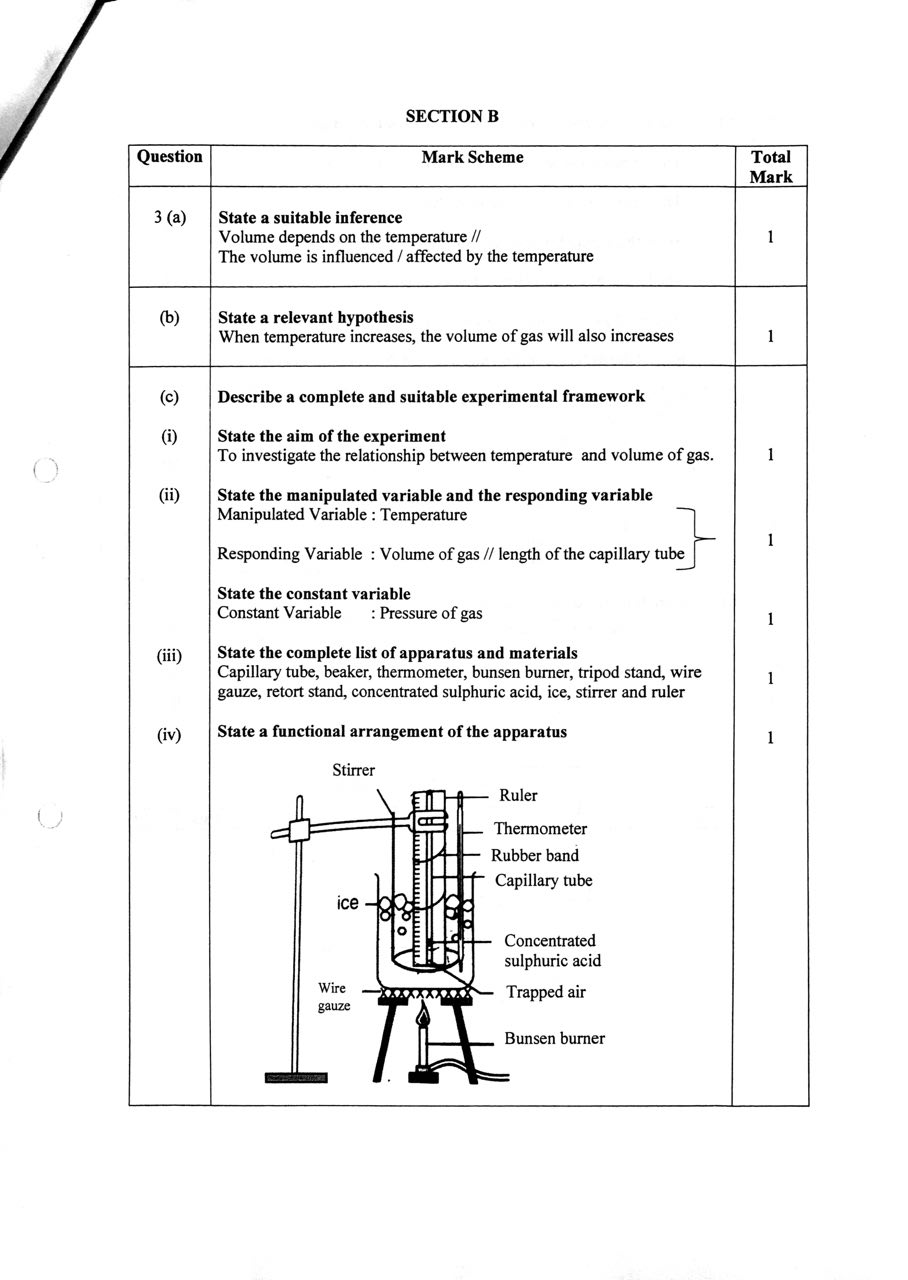 SECTION B
Question Mark Scheme Total
Mark
3 (a) State a suitable inference
Volume depends on the temperature //
The volume is influenced / affected by the temperature
1
(b) State a relevant hypothesis
When temperature increases, the volume of gas will also increases 1
(c) Describe a complete and suitable experimental framework
(i) State the aim of the experiment
To investigate the relationship between temperature and volume of gas. 1
(ii) State the manipulated variable and the responding variable
Manipulated Variable : Temperature
1
Responding Variable : Volume of gas // length of the capillary tube
State the constant variable
Constant Variable : Pressure of gas 1
(iii) State the complete list of apparatus and materials
Capillary tube, beaker, thermometer, bunsen burner, tripod stand, wire 1
gauze, retort stand, concentrated sulphuric acid, ice, stirrer and ruler
(iv) State a functional arrangement of the apparatus 1
Stirrer
Ruler
Thermometer
Rubber band
Capillary tube
ice
Concentrated
sulphuric acid
Wire
gauze
Trapped air
Bunsen burner